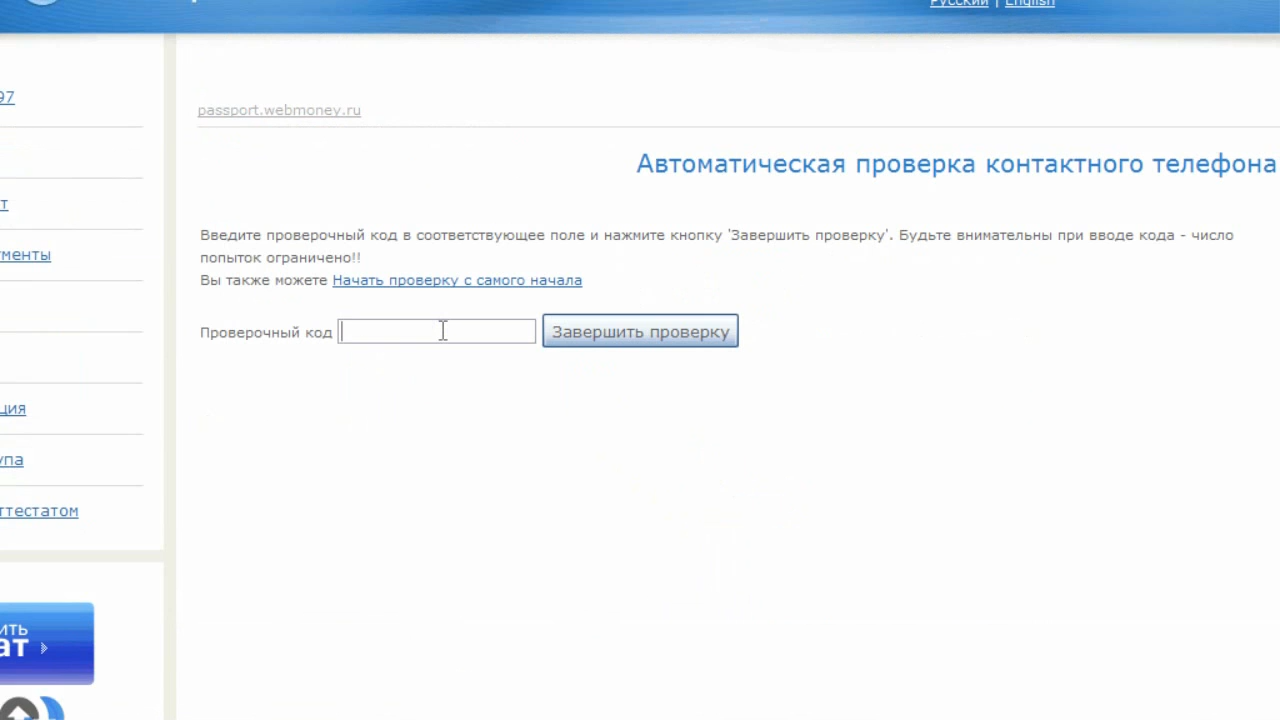 Русский | English
97
passport.webmoney.ru
Автоматическая проверка контактного телефона
т
ументы
Введите проверочный код в соответствующее поле и нажмите кнопку 'Завершить проверку'. Будьте внимательны при вводе кода - число
попыток ограничено!!
Вы также можете Начать проверку с самого начала
Проверочный код Завершить проверку
ция
упа
ттестатом
ить
ат